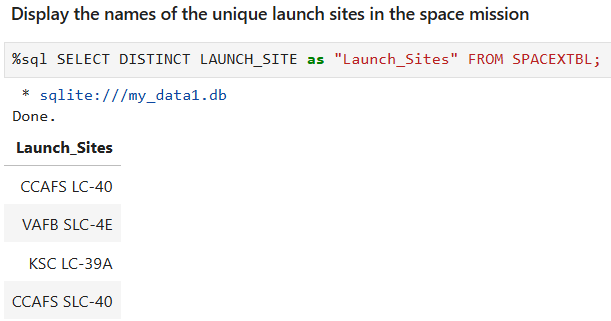 Display the names of the unique launch sites in the space mission
%sql SELECT DISTINCT LAUNCH_SITE as "Launch_Sites" FROM SPACEXTBL;
* sqlite:///my_data1.db
Done.
Launch_Sites
CCAFS LC-40
VAFB SLC-4E
KSC LC-39A
CCAFS SLC-40